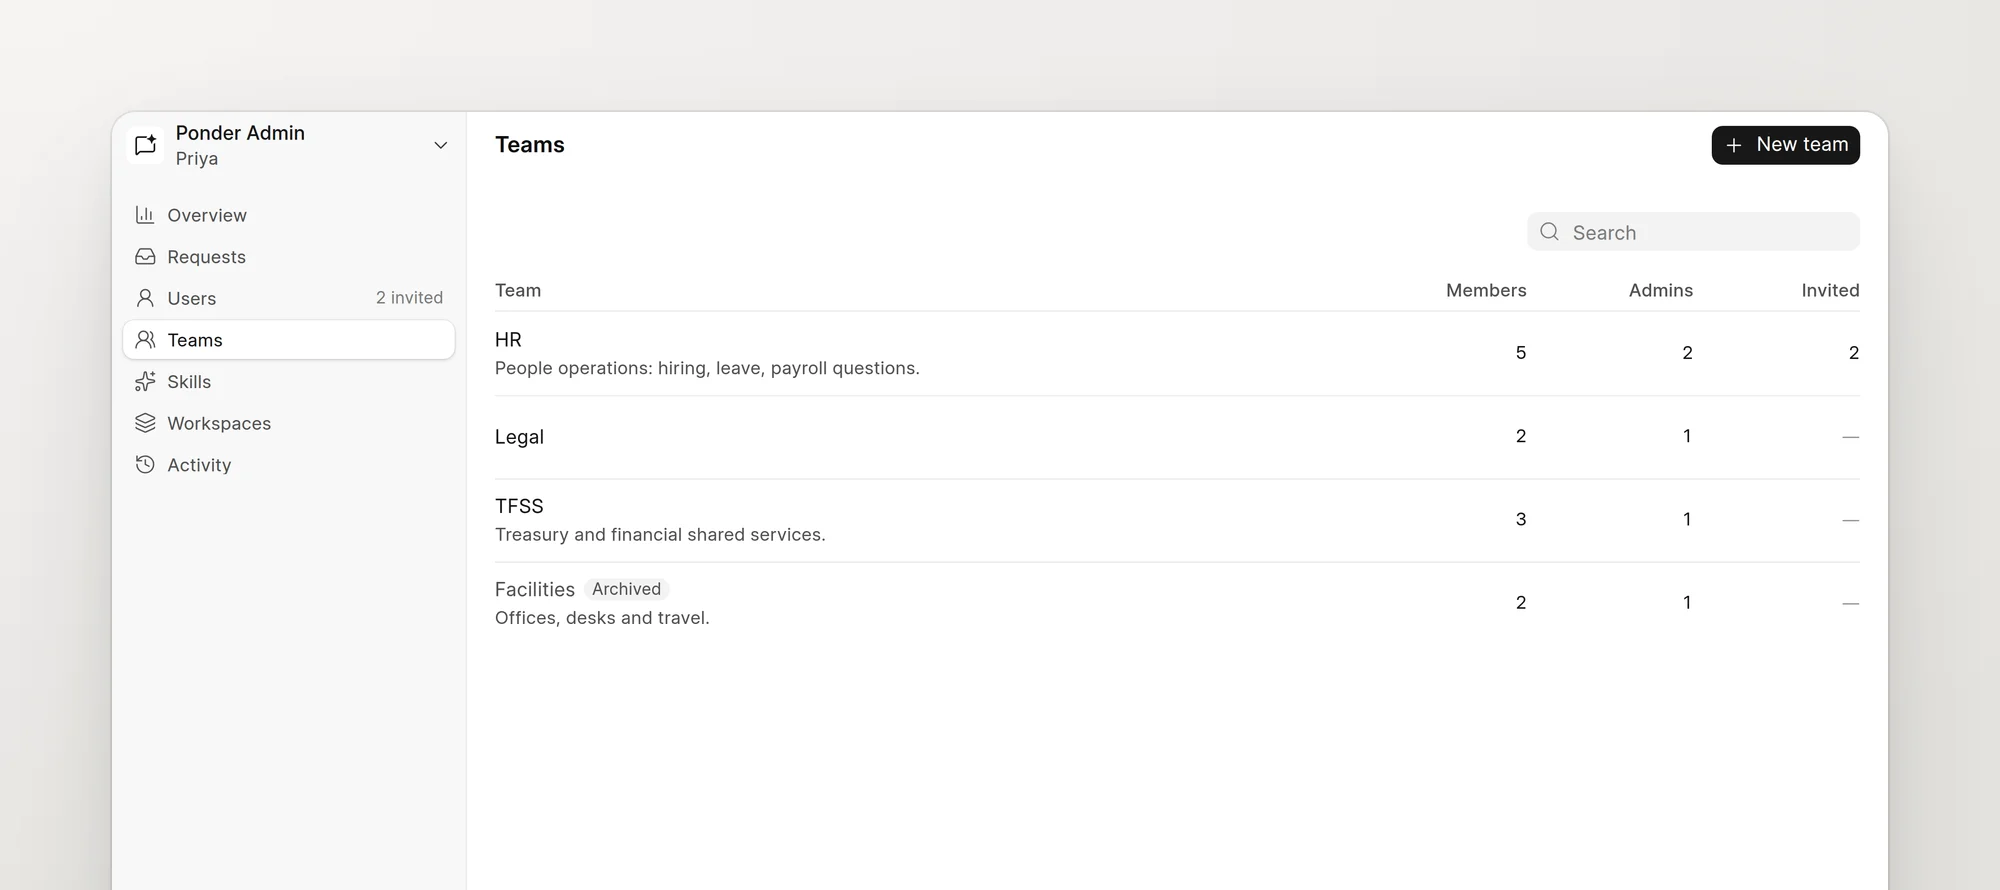 Ponder Admin
Priya
Overview
Requests
Users 2 invited
Teams
Skills
Workspaces
Activity
Teams
New team
Search
Team Members Admins Invited
HR
People operations: hiring, leave, payroll questions.
5 2 2
Legal 2 1 —
TFSS
Treasury and financial shared services.
3 1 —
Facilities Archived
Offices, desks and travel.
2 1 —